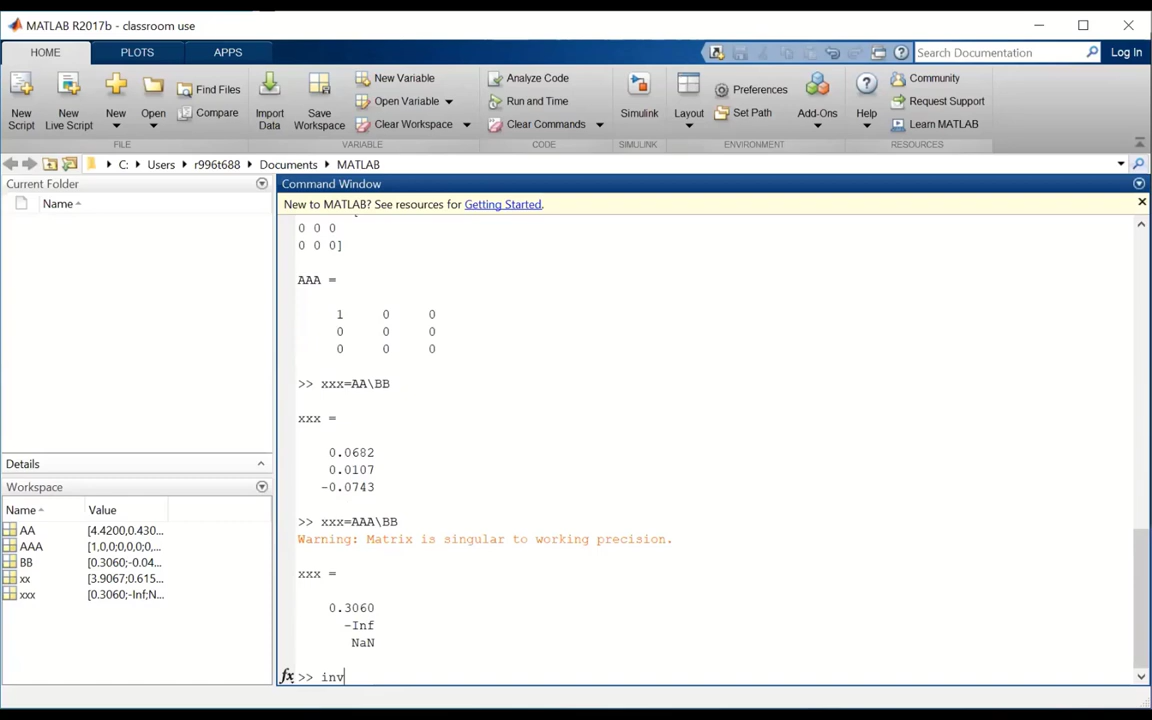 MATLAB R2017b - classroom use
HOME PLOTS APPS Search Documentation Log In
New Script New Live Script New Open Find Files Compare Import Data Save Workspace New Variable Open Variable Clear Workspace Analyze Code Run and Time Clear Commands Simulink Layout Preferences Set Path Add-Ons Help Community Request Support Learn MATLAB
FILE VARIABLE CODE SIMULINK ENVIRONMENT RESOURCES
C: Users r996t688 Documents MATLAB
Current Folder
Name
Details
Workspace
Name Value
AA [4.4200,0.430...
AAA [1,0,0;0,0,0;0,...
BB [0.3060;-0.04...
xx [3.9067;0.615...
xxx [0.3060;-Inf;N...
Command Window
New to MATLAB? See resources for Getting Started.
0 0 0
0 0 0]
AAA =
1 0 0
0 0 0
0 0 0
>> xxx=AA\BB
xxx =
0.0682
0.0107
-0.0743
>> xxx=AAA\BB
Warning: Matrix is singular to working precision.
xxx =
0.3060
-Inf
NaN
fx >> inv